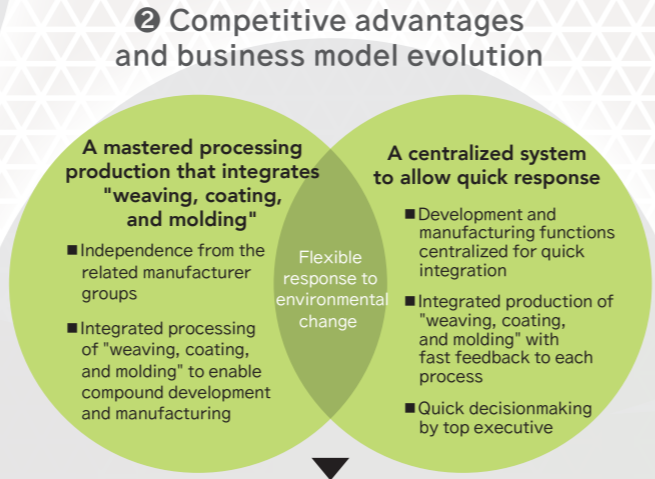 ❷ Competitive advantages
and business model evolution
A mastered processing
production that integrates
"weaving, coating,
and molding"
■Independence from the
related manufacturer
groups
■Integrated processing
of "weaving, coating,
and molding" to enable
compound development
and manufacturing
Flexible
response to
environmental
change
A centralized system
to allow quick response
■Development and
manufacturing functions
centralized for quick
integration
■Integrated production of
"weaving, coating,
and molding" with
fast feedback to each
process
■Quick decisionmaking
by top executive